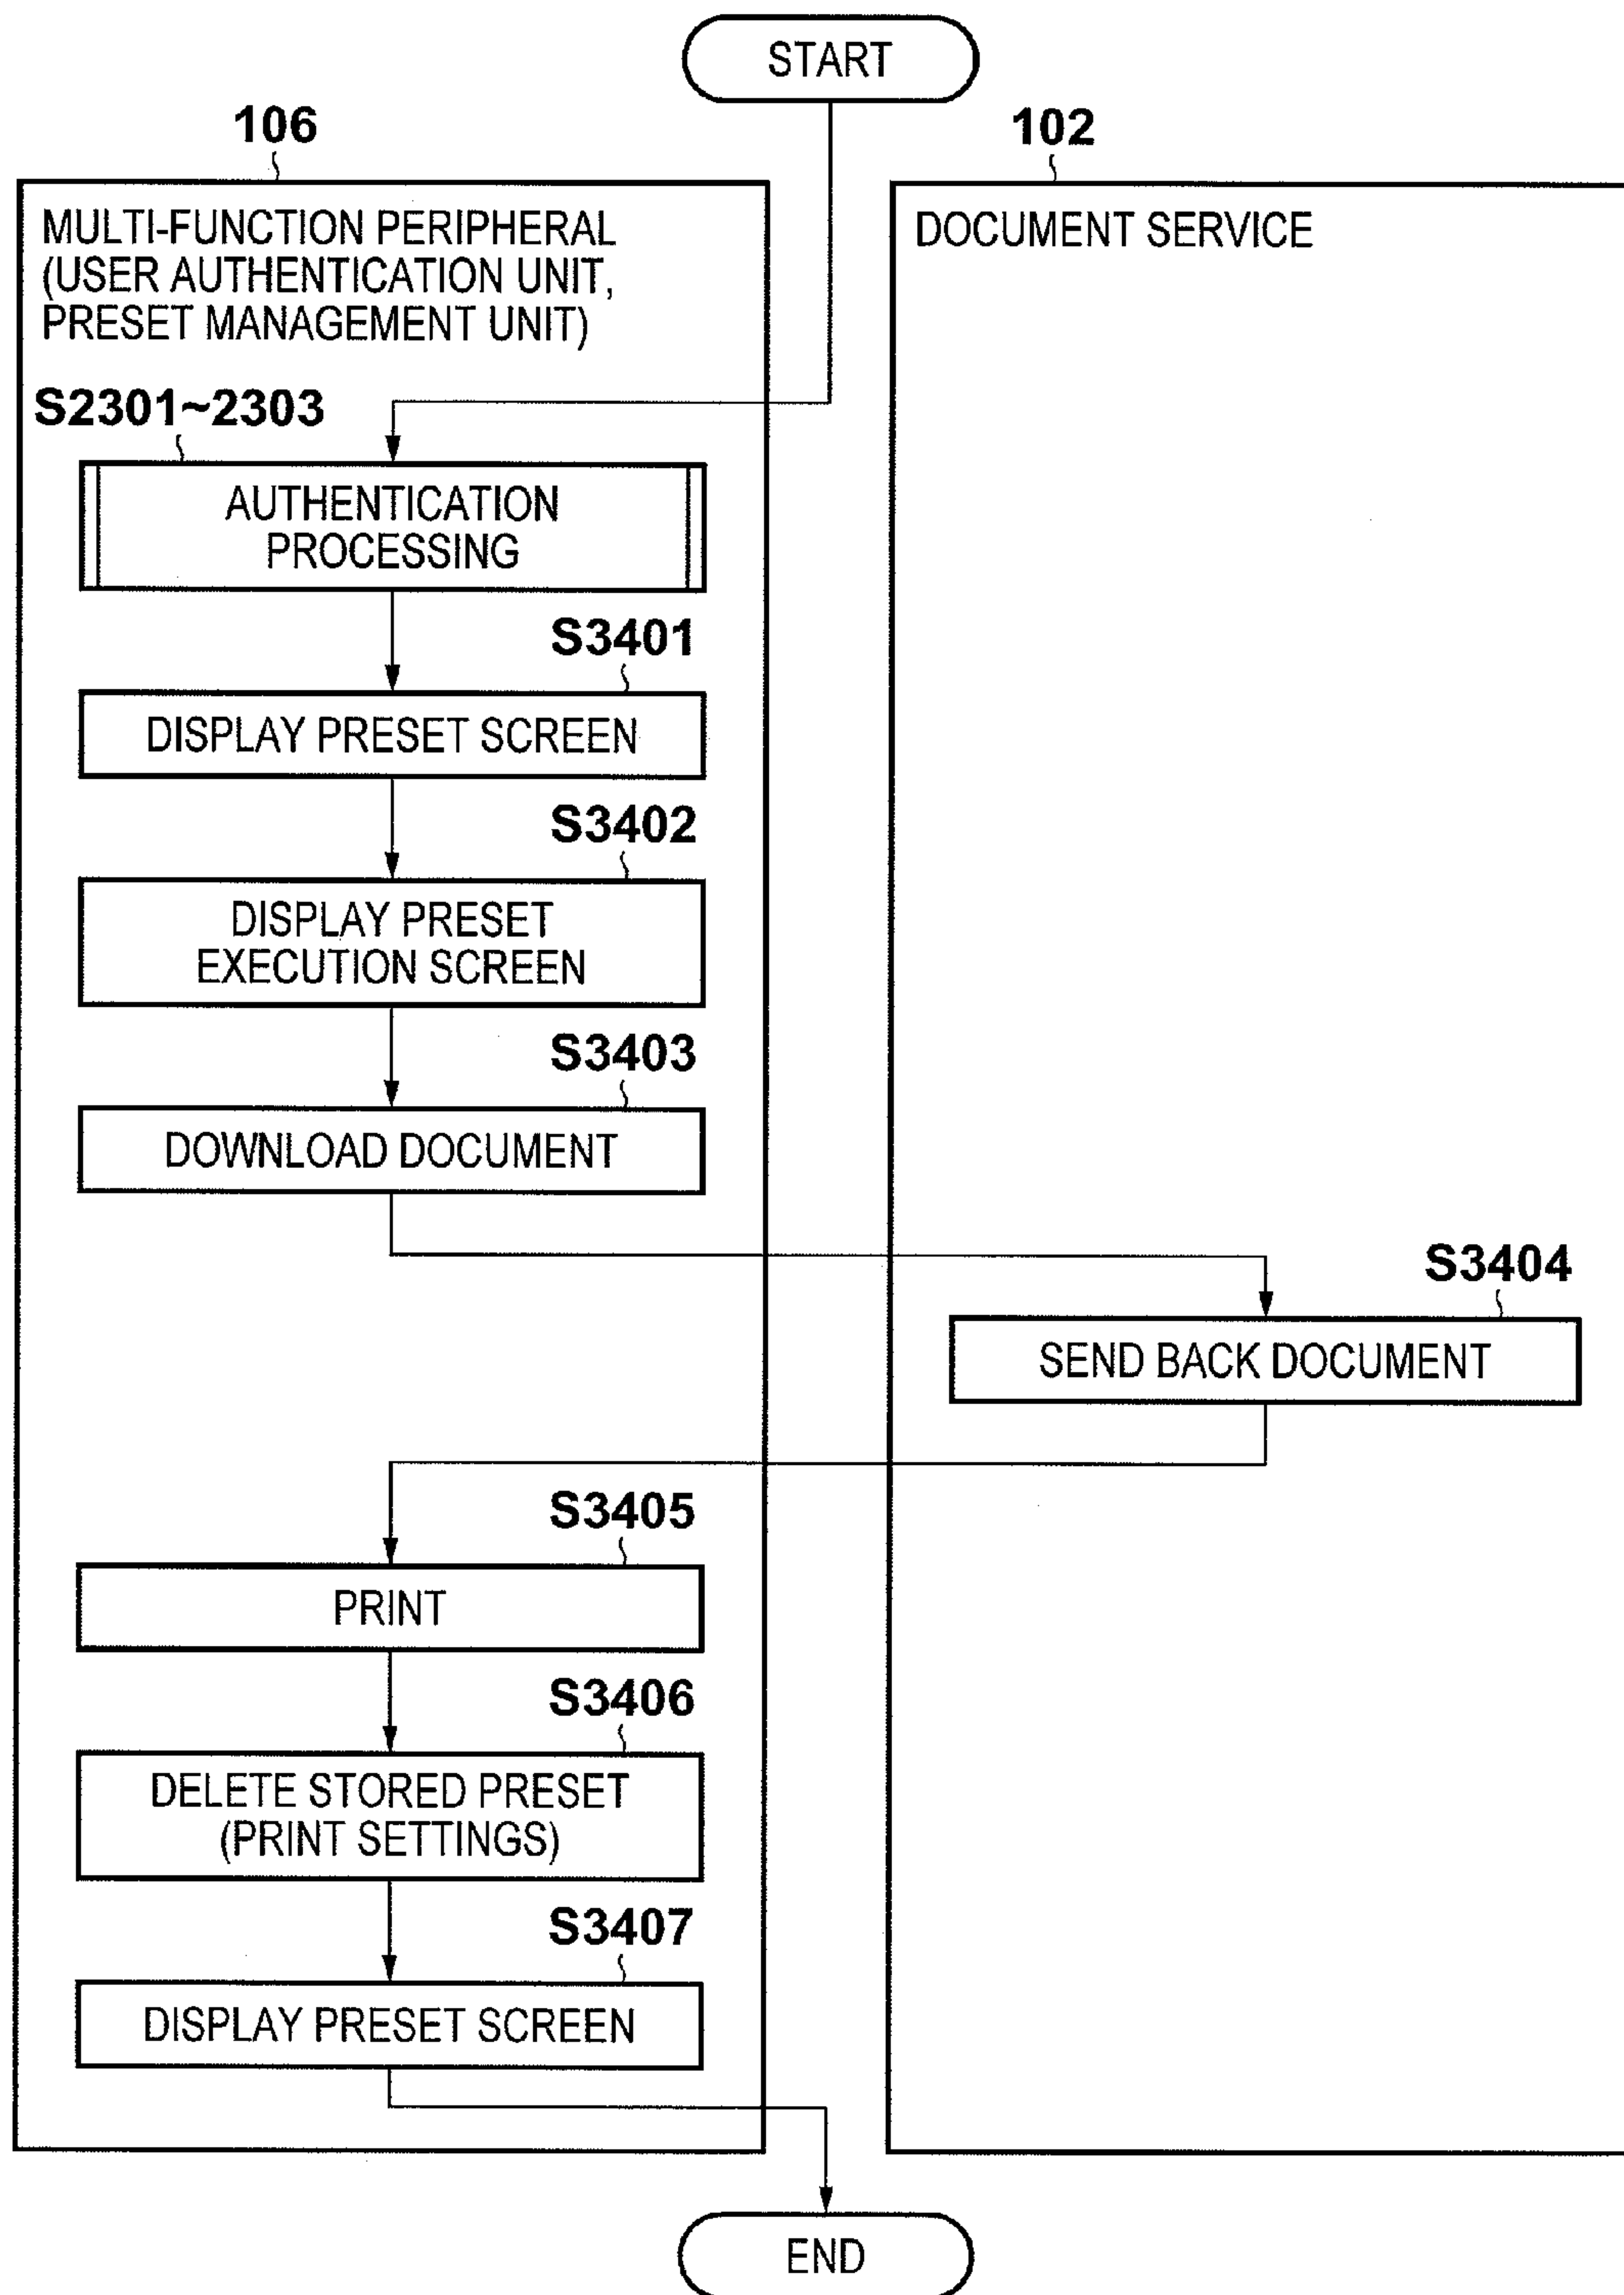 START
106
102
MULTI-FUNCTION PERIPHERAL
(USER AUTHENTICATION UNIT,
PRESET MANAGEMENT UNIT)
DOCUMENT SERVICE
S2301~2303
AUTHENTICATION
PROCESSING
S3401
DISPLAY PRESET SCREEN
S3402
DISPLAY PRESET
EXECUTION SCREEN
S3403
DOWNLOAD DOCUMENT
S3404
SEND BACK DOCUMENT
S3405
PRINT
S3406
DELETE STORED PRESET
(PRINT SETTINGS)
S3407
DISPLAY PRESET SCREEN
END